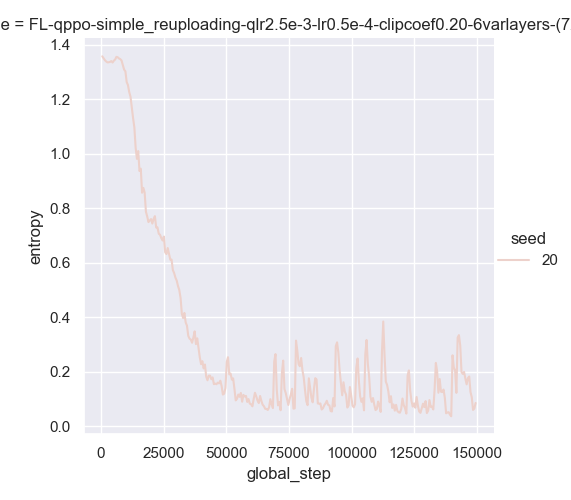 e = FL-qppo-simple_reuploading-qlr2.5e-3-lr0.5e-4-clipcoef0.20-6varlayers-(7
1.4
1.2
1.0
0.8
0.6
0.4
0.2
0.0
entropy
0 25000 50000 75000 100000 125000 150000
global_step
seed
20